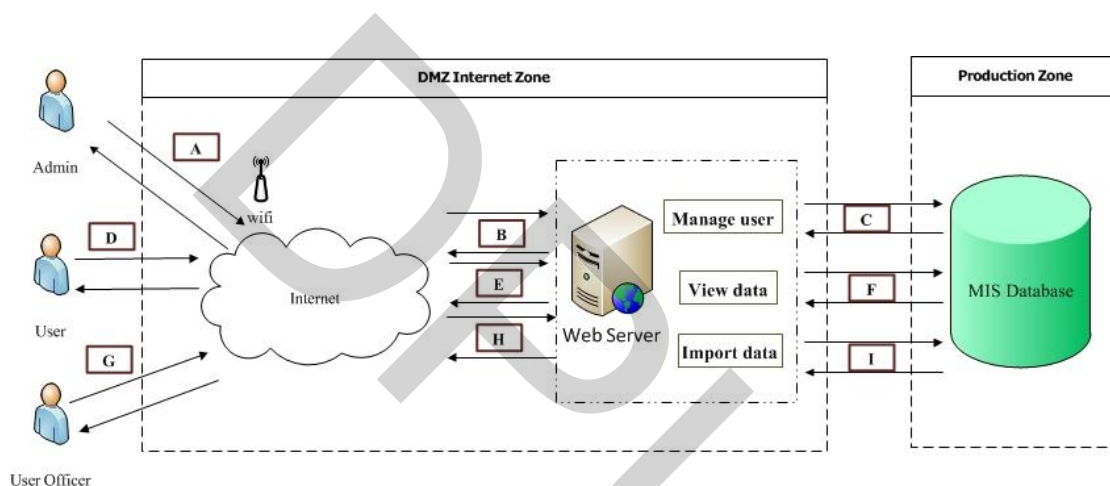 DMZ Internet Zone
Production Zone
A
Admin
wifi
Manage user
B
C
D
Internet
E
View data
F
MIS Database
User
Web Server
G
H
Import data
I
User Officer
DPU